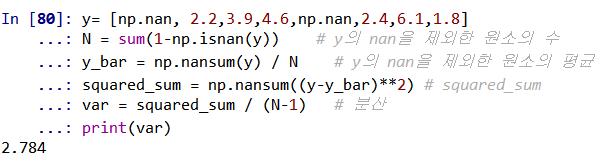 In [80]: y= [np.nan, 2.2,3.9,4.6,np.nan,2.4,6.1,1.8]
...: N = sum(1-np.isnan(y)) # y의 nan을 제외한 원소의 수
...: y_bar = np.nansum(y) / N # y의 nan을 제외한 원소의 평균
...: squared_sum = np.nansum((y-y_bar)**2) # squared_sum
...: var = squared_sum / (N-1) # 분산
...: print(var)
2.784